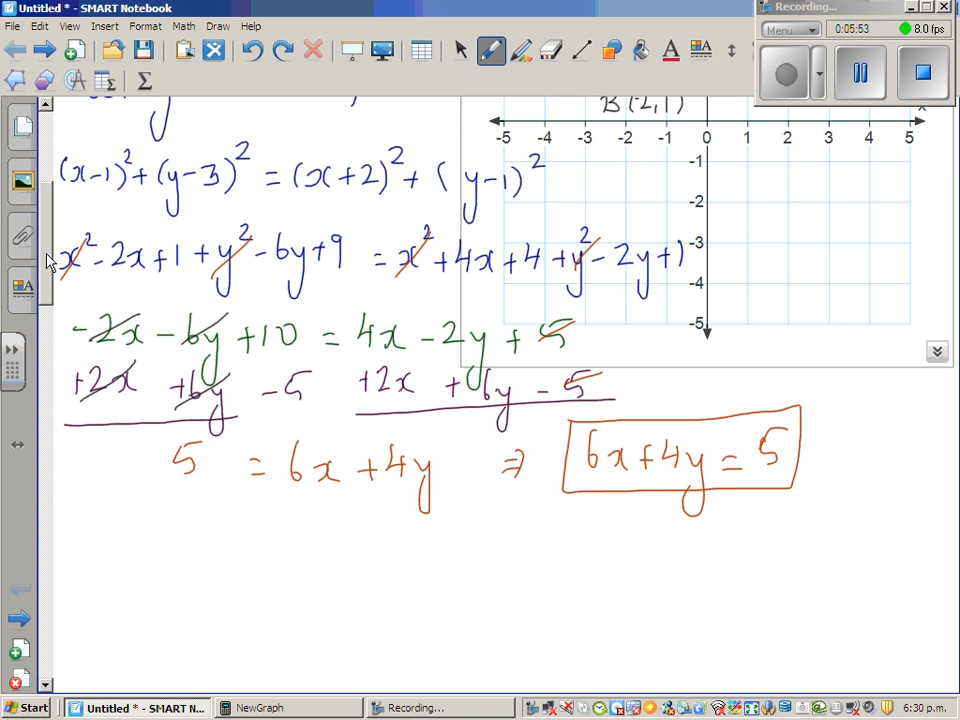 Untitled * - SMART Notebook
Recording...
File Edit View Insert Format Math Draw Help
Menu 0:05:53 8.0 fps
B (-2,1)
-5 -4 -3 -2 -1 0 1 2 3 4 5
-1
-2
-3
-4
-5
(x-1)² + (y-3)² = (x+2)² + (y-1)²
x² - 2x + 1 + y² - 6y + 9 = x² + 4x + 4 + y² - 2y + 1
-2x - 6y + 10 = 4x - 2y + 5
+2x +6y -5 +2x + 6y - 5
5 = 6x + 4y ⇒ 6x + 4y = 5
Start Untitled * - SMART N... NewGraph Recording... 6:30 p.m.